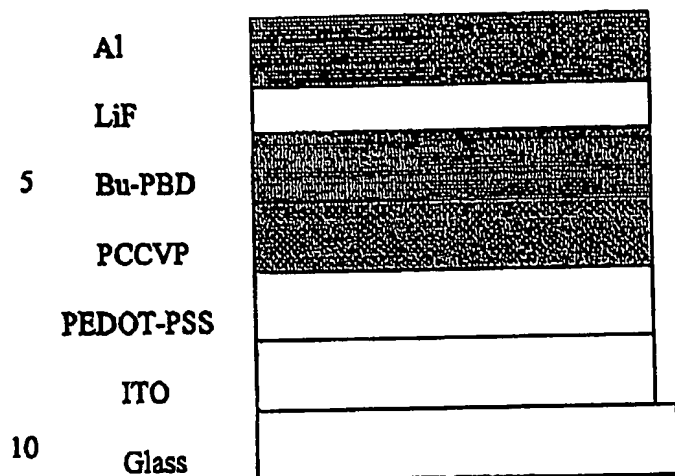 Al
LiF
5 Bu-PBD
PCCVP
PEDOT-PSS
ITO
10 Glass